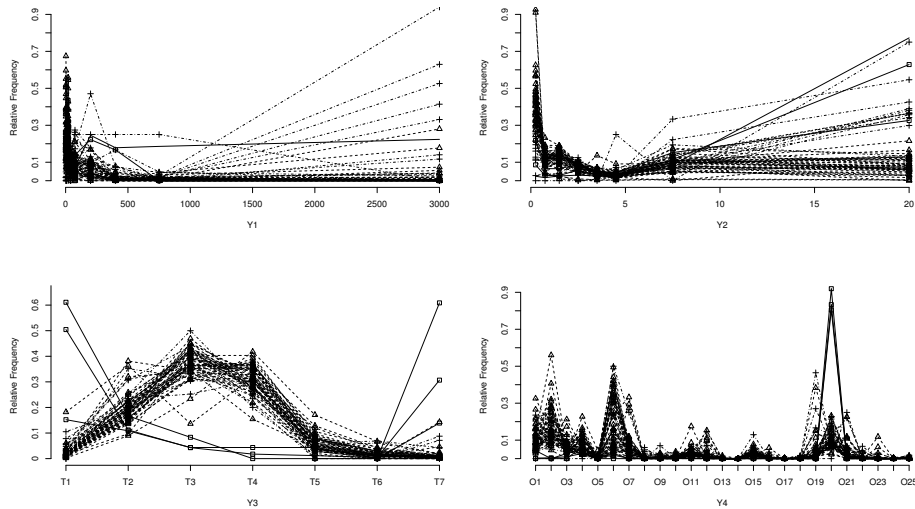 Relative Frequency
0 0.1 0.3 0.5 0.7 0.9
0 500 1000 1500 2000 2500 3000
Y1
Relative Frequency
0 0.1 0.3 0.5 0.7 0.9
0 5 10 15 20
Y2
Relative Frequency
0 0.1 0.2 0.3 0.4 0.5 0.6
T1 T2 T3 T4 T5 T6 T7
Y3
Relative Frequency
0 0.1 0.3 0.5 0.7 0.9
O1 O3 O5 O7 O9 O11 O13 O15 O17 O19 O21 O23 O25
Y4